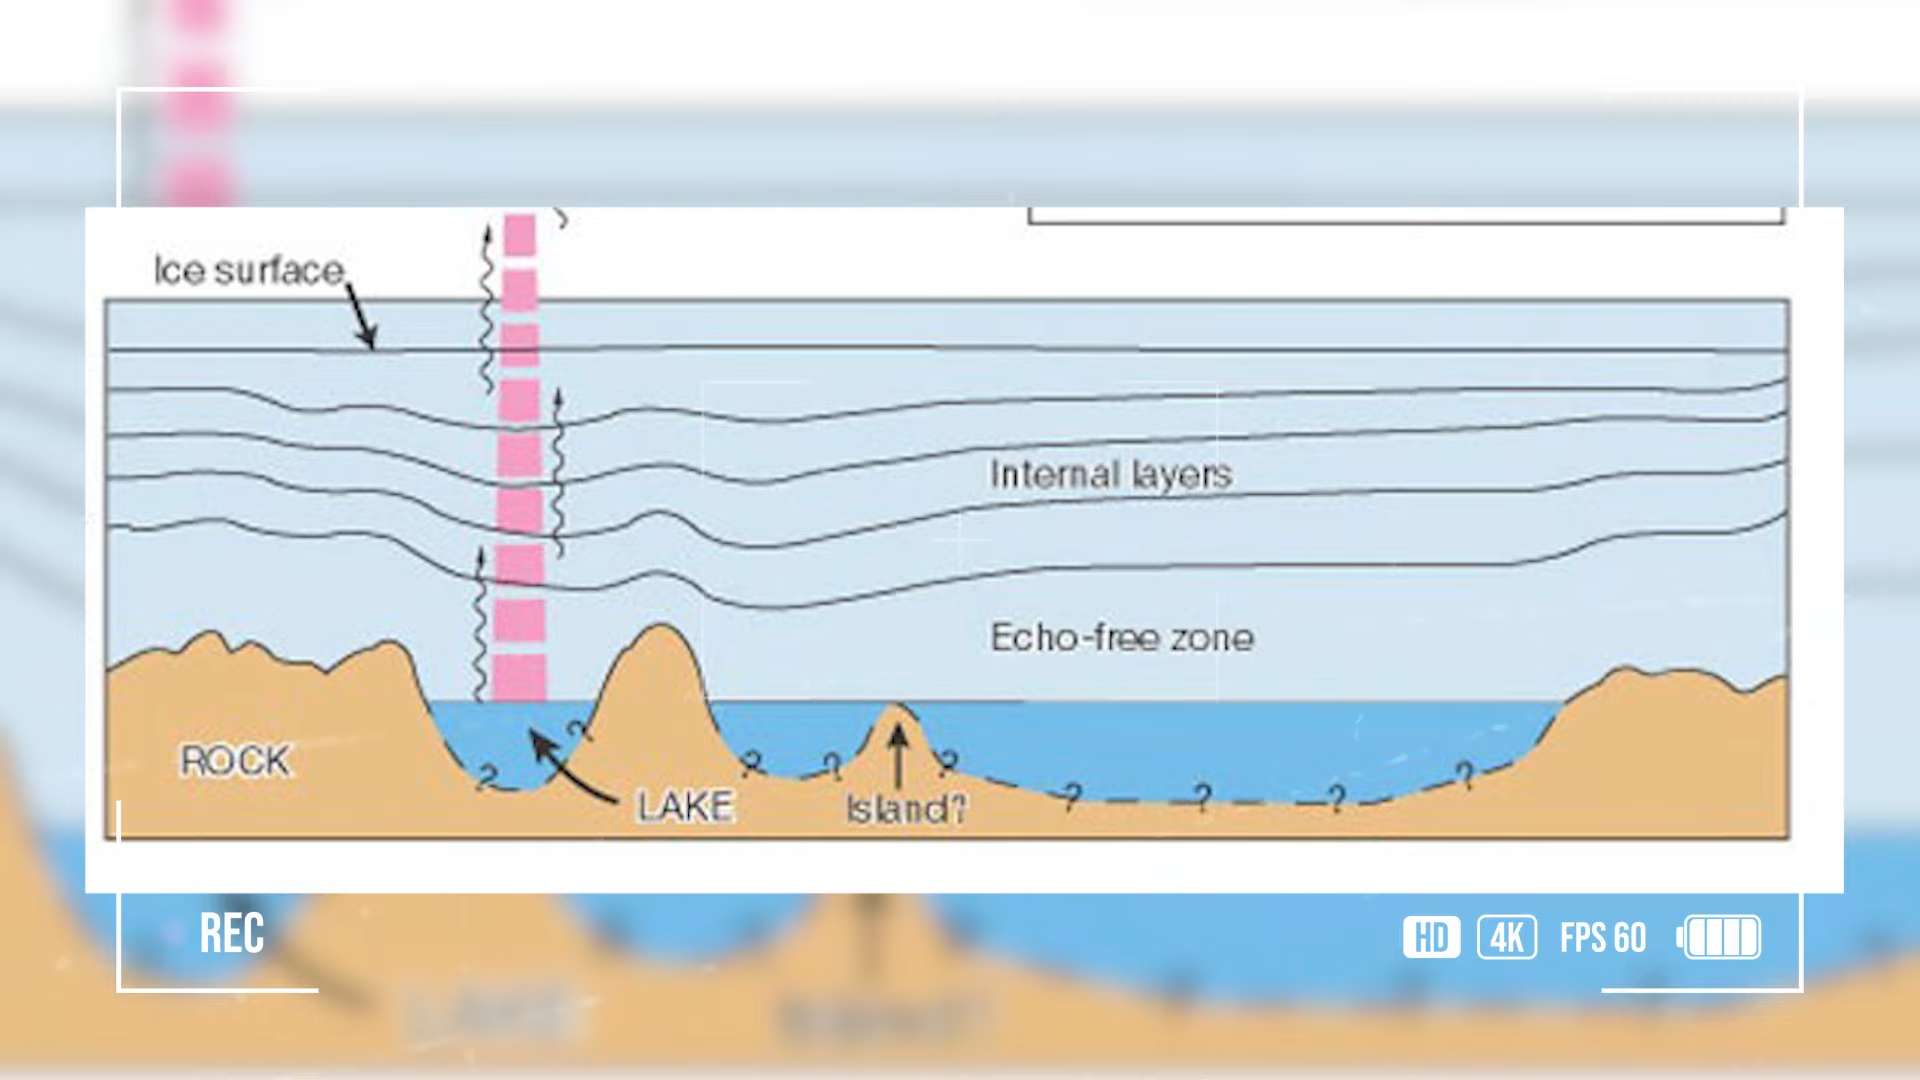 Ice surface
Internal layers
Echo-free zone
?
?
?
?
?
?
?
?
?
ROCK
LAKE
Island?
REC
HD
4K
FPS 60